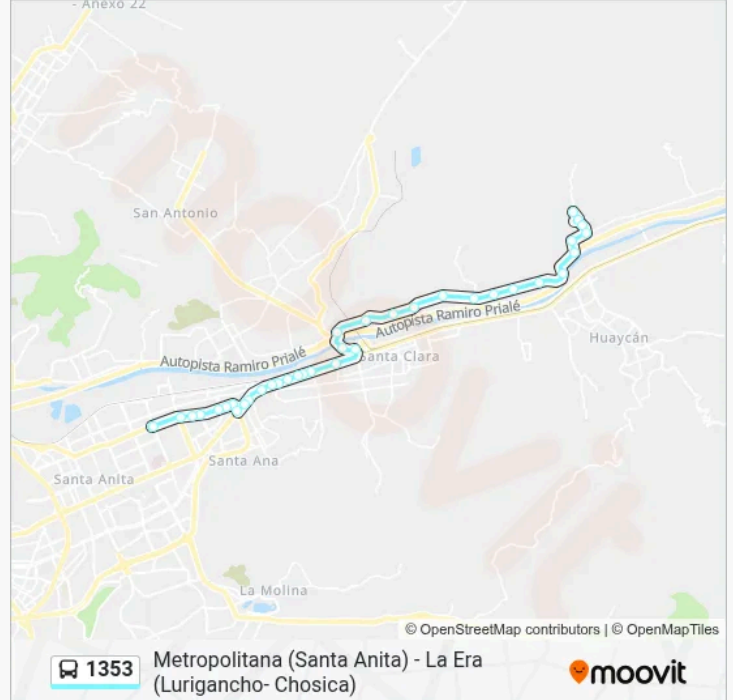 - Anexo 22
San Antonio
Autopista Ramiro Prialé
Huaycán
Autopista Ramiro Prialé
Santa Clara
Santa Ana
Santa Anita
La Molina
moovit
© OpenStreetMap contributors | © OpenMapTiles
1353
Metropolitana (Santa Anita) - La Era
(Lurigancho- Chosica)
moovit